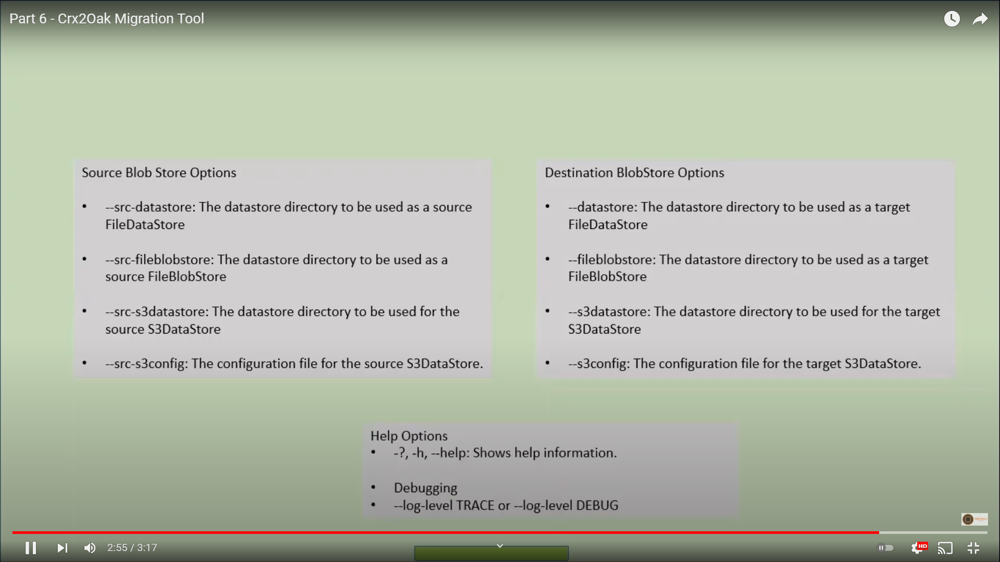 Part 6 - Crx2Oak Migration Tool
Source Blob Store Options
• --src-datastore: The datastore directory to be used as a source
FileDataStore
• --src-fileblobstore: The datastore directory to be used as a
source FileBlobStore
• --src-s3datastore: The datastore directory to be used for the
source S3DataStore
• --src-s3config: The configuration file for the source S3DataStore.
Destination BlobStore Options
• --datastore: The datastore directory to be used as a target
FileDataStore
• --fileblobstore: The datastore directory to be used as a target
FileBlobStore
• --s3datastore: The datastore directory to be used for the target
S3DataStore
• --s3config: The configuration file for the target S3DataStore.
Help Options
• -?, -h, --help: Shows help information.
• Debugging
• --log-level TRACE or --log-level DEBUG
2:55 / 3:17
HD